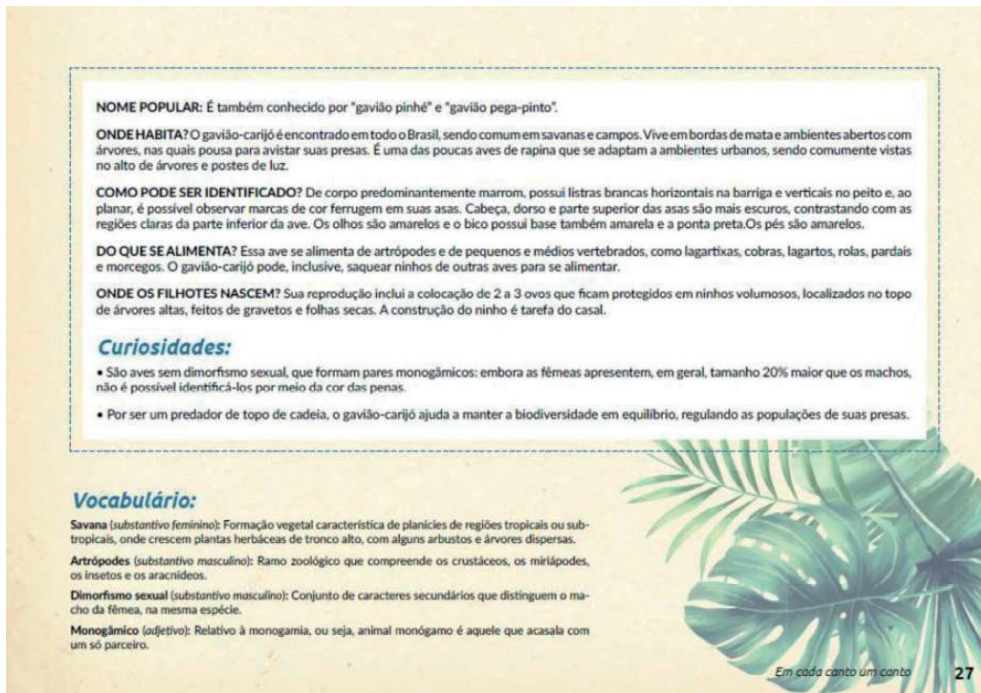 NOME POPULAR: É também conhecido por "gavião pinhé" e "gavião pega-pinto".
ONDE HABITA? O gavião-carijó é encontrado em todo o Brasil, sendo comum em savanas e campos. Vive em bordas de mata e ambientes abertos com
árvores, nas quais pousa para avistar suas presas. É uma das poucas aves de rapina que se adaptam a ambientes urbanos, sendo comumente vistas
no alto de árvores e postes de luz.
COMO PODE SER IDENTIFICADO? De corpo predominantemente marrom, possui listras brancas horizontais na barriga e verticais no peito e, ao
planar, é possível observar marcas de cor ferrugem em suas asas. Cabeça, dorso e parte superior das asas são mais escuros, contrastando com as
regiões claras da parte inferior da ave. Os olhos são amarelos e o bico possui base também amarela e a ponta preta.Os pés são amarelos.
DO QUE SE ALIMENTA? Essa ave se alimenta de artrópodes e de pequenos e médios vertebrados, como lagartixas, cobras, lagartos, rolas, pardais
e morcegos. O gavião-carijó pode, inclusive, saquear ninhos de outras aves para se alimentar.
ONDE OS FILHOTES NASCEM? Sua reprodução inclui a colocação de 2 a 3 ovos que ficam protegidos em ninhos volumosos, localizados no topo
de árvores altas, feitos de gravetos e folhas secas. A construção do ninho é tarefa do casal.
Curiosidades:
• São aves sem dimorfismo sexual, que formam pares monogâmicos: embora as fêmeas apresentem, em geral, tamanho 20% maior que os machos,
não é possível identificá-los por meio da cor das penas.
• Por ser um predador de topo de cadeia, o gavião-carijó ajuda a manter a biodiversidade em equilíbrio, regulando as populações de suas presas.
Vocabulário:
Savana (substantivo feminino): Formação vegetal característica de planícies de regiões tropicais ou sub-
tropicais, onde crescem plantas herbáceas de tronco alto, com alguns arbustos e árvores dispersas.
Artrópodes (substantivo masculino): Ramo zoológico que compreende os crustáceos, os miriápodes,
os insetos e os aracnídeos.
Dimorfismo sexual (substantivo masculino): Conjunto de caracteres secundários que distinguem o ma-
cho da fêmea, na mesma espécie.
Monogâmico (adjetivo): Relativo à monogamia, ou seja, animal monógamo é aquele que acasala com
um só parceiro.
Em cada canto um canto 27